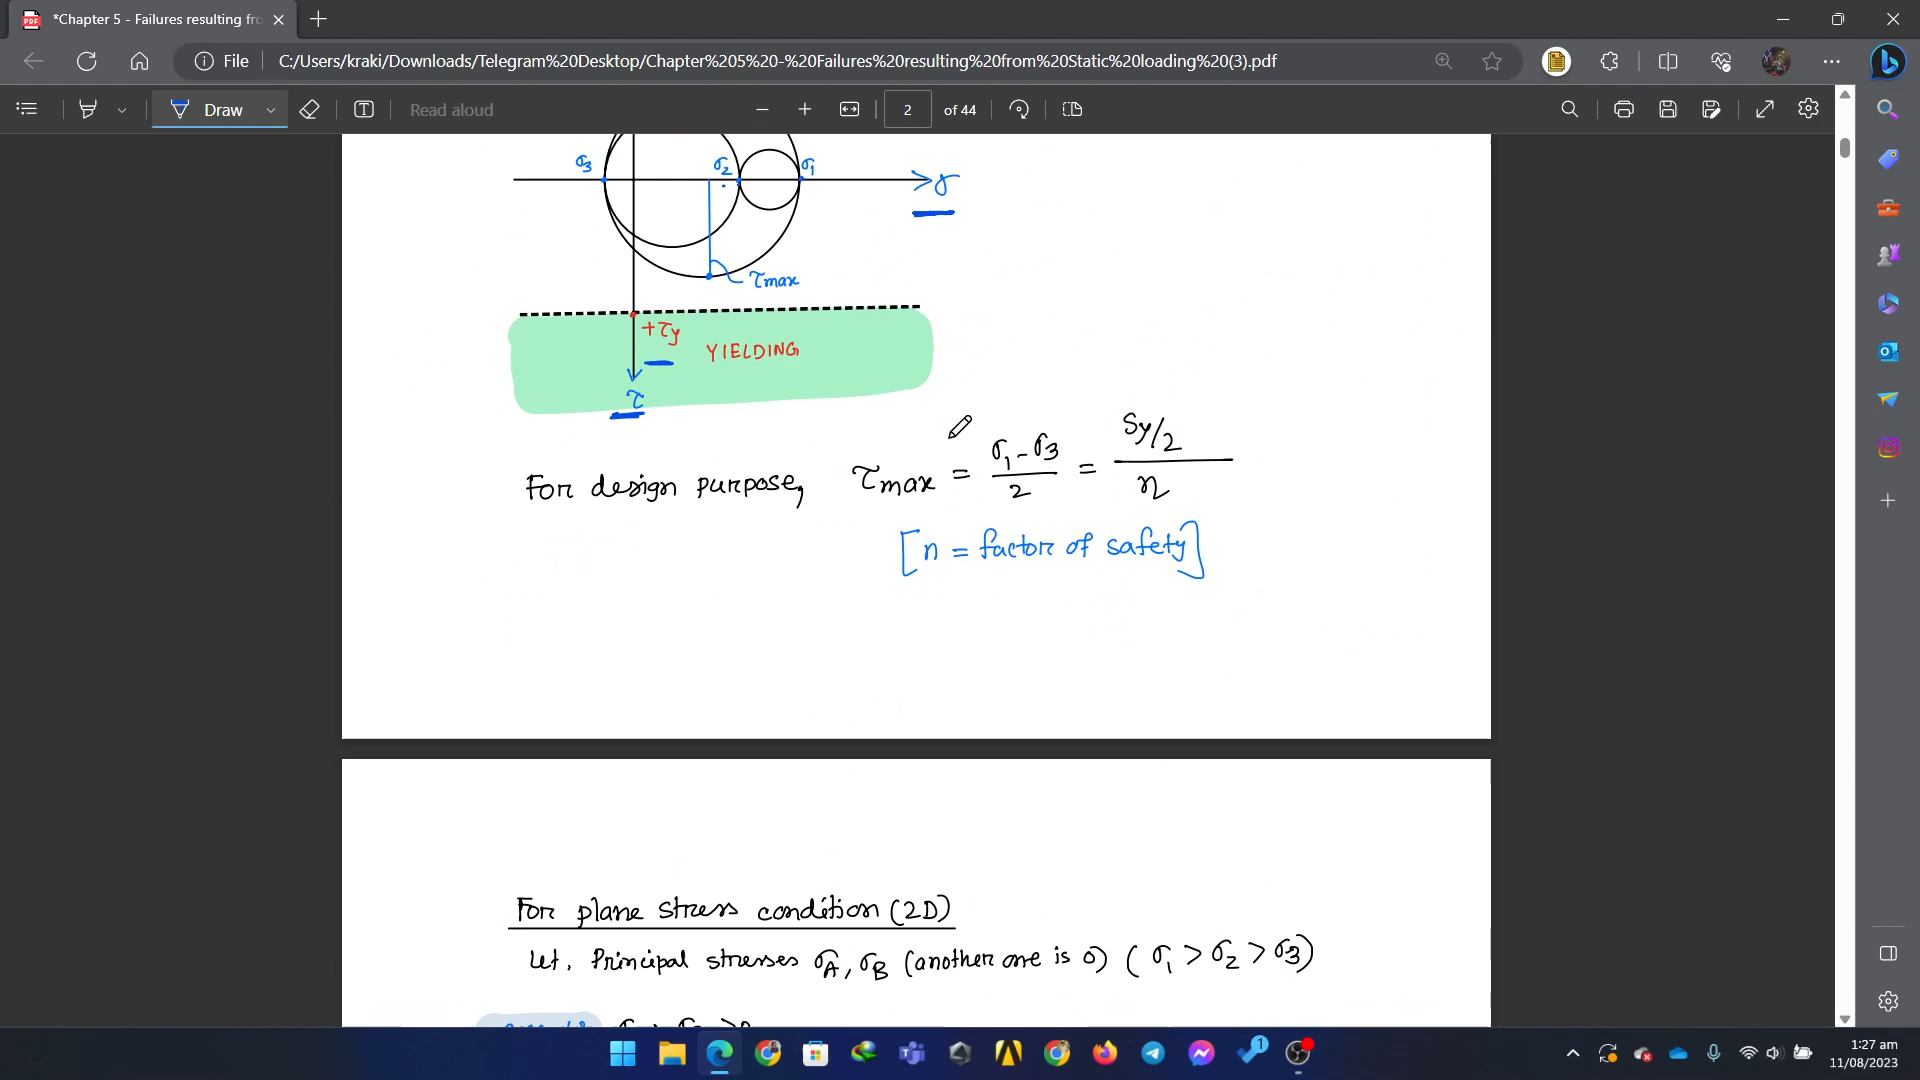 *Chapter 5 - Failures resulting fro
File
C:/Users/kraki/Downloads/Telegram%20Desktop/Chapter%205%20-%20Failures%20resulting%20from%20Static%20loading%20(3).pdf
Draw
Read aloud
2 of 44
σ3 σ2 σ1
σ
τmax
+τy
YIELDING
τ
For design purpose, τmax = σ1-σ3/2 = Sy/2/n
[n = factor of safety]
For plane stress condition (2D)
Let, Principal stresses σA, σB (another one is 0) (σ1 > σ2 > σ3)
1
1:27 am
11/08/2023